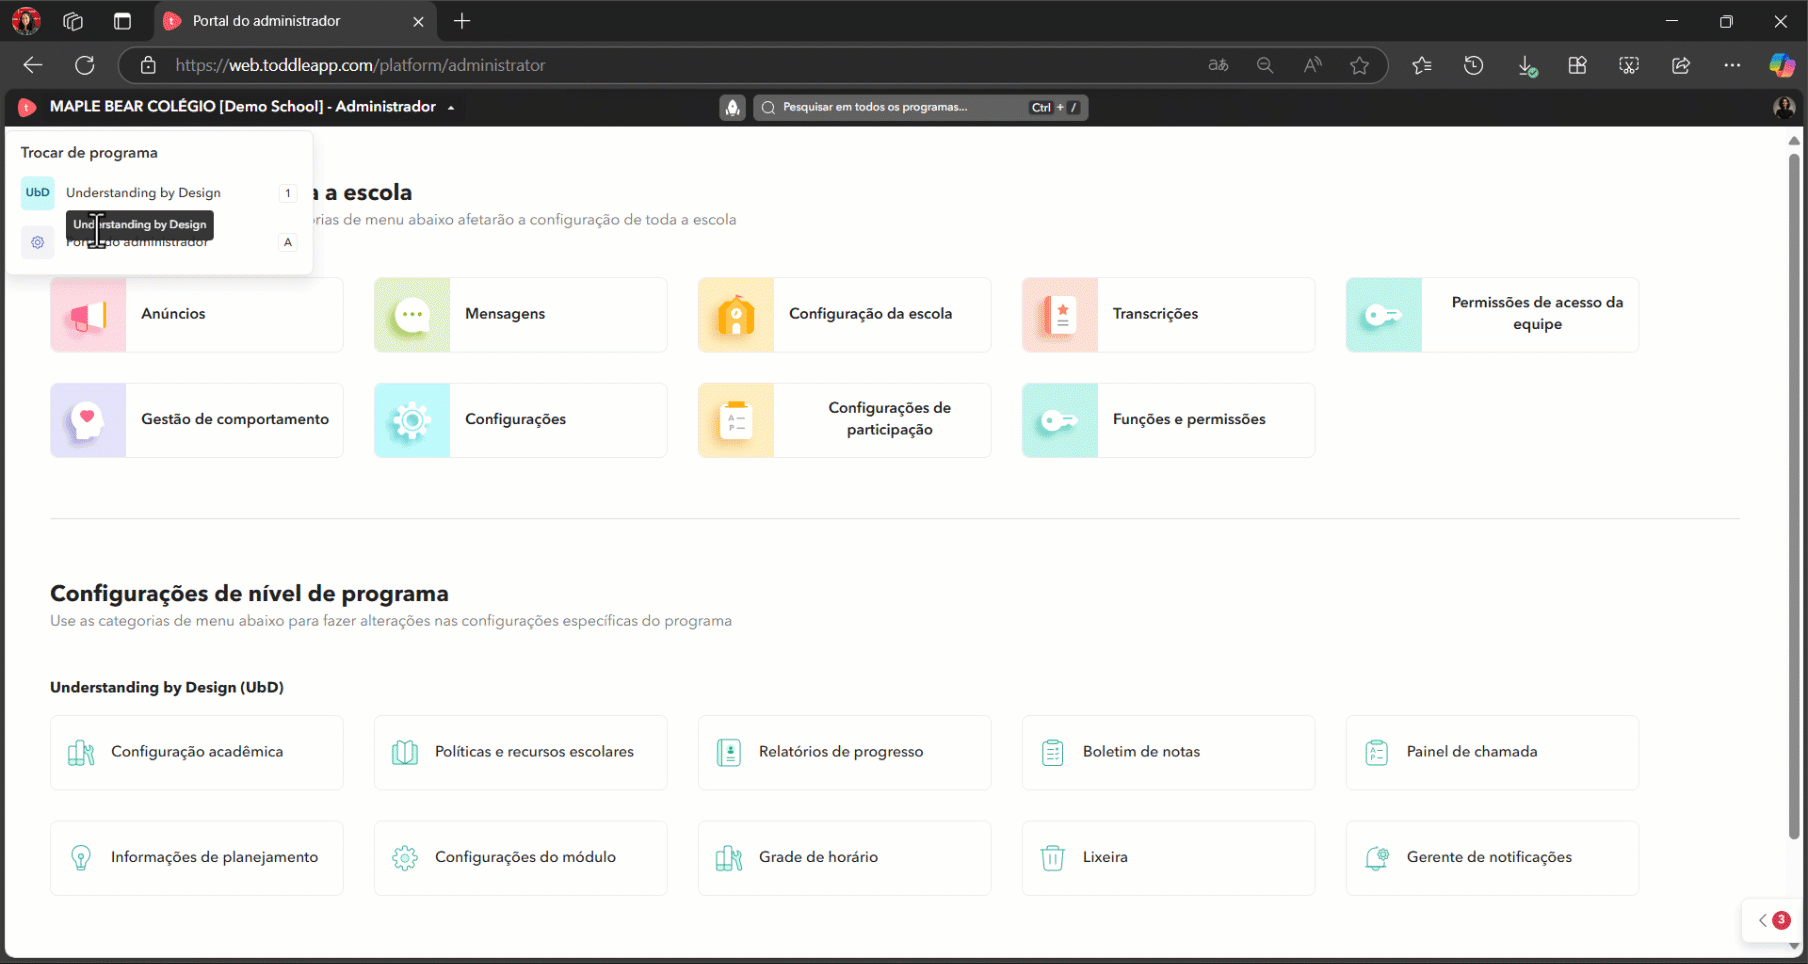 Portal do administrador
https://web.toddleapp.com/platform/administrator
MAPLE BEAR COLÉGIO [Demo School] - Administrador
Pesquisar em todos os programas...
Ctrl + /
Trocar de programa
UbD Understanding by Design 1
Understanding by Design
Portal do administrador A
a a escola
rias de menu abaixo afetarão a configuração de toda a escola
Anúncios
Mensagens
Configuração da escola
Transcrições
Permissões de acesso da
equipe
Gestão de comportamento
Configurações
Configurações de
participação
Funções e permissões
Configurações de nível de programa
Use as categorias de menu abaixo para fazer alterações nas configurações específicas do programa
Understanding by Design (UbD)
Configuração acadêmica
Políticas e recursos escolares
Relatórios de progresso
Boletim de notas
Painel de chamada
Informações de planejamento
Configurações do módulo
Grade de horário
Lixeira
Gerente de notificações
3